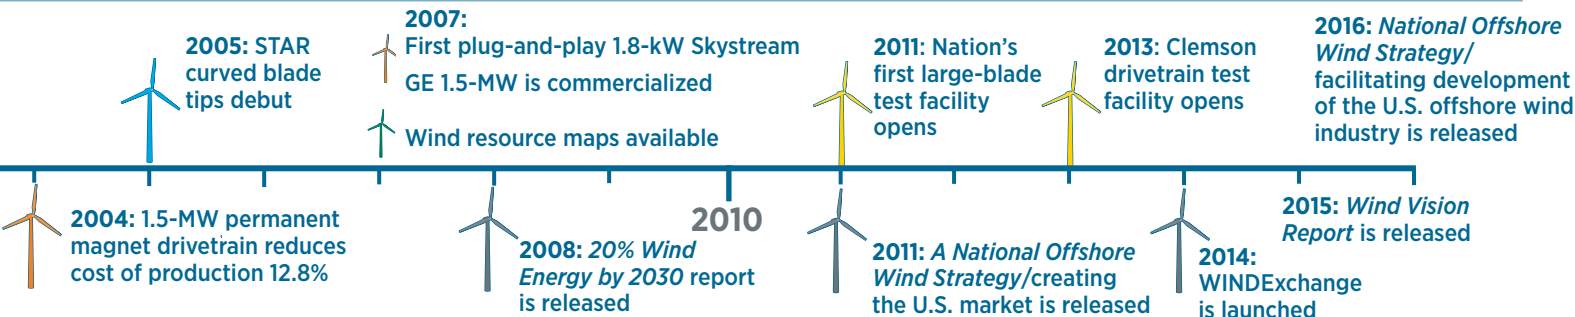 2005: STAR
curved blade
tips debut
2007:
First plug-and-play 1.8-kW Skystream
GE 1.5-MW is commercialized
Wind resource maps available
2011: Nation's
first large-blade
test facility
opens
2013: Clemson
drivetrain test
facility opens
2016: National Offshore
Wind Strategy/
facilitating development
of the U.S. offshore wind
industry is released
2004: 1.5-MW permanent
magnet drivetrain reduces
cost of production 12.8%
2008: 20% Wind
Energy by 2030 report
is released
2010
2011: A National Offshore
Wind Strategy/creating
the U.S. market is released
2014:
WINDExchange
is launched
2015: Wind Vision
Report is released